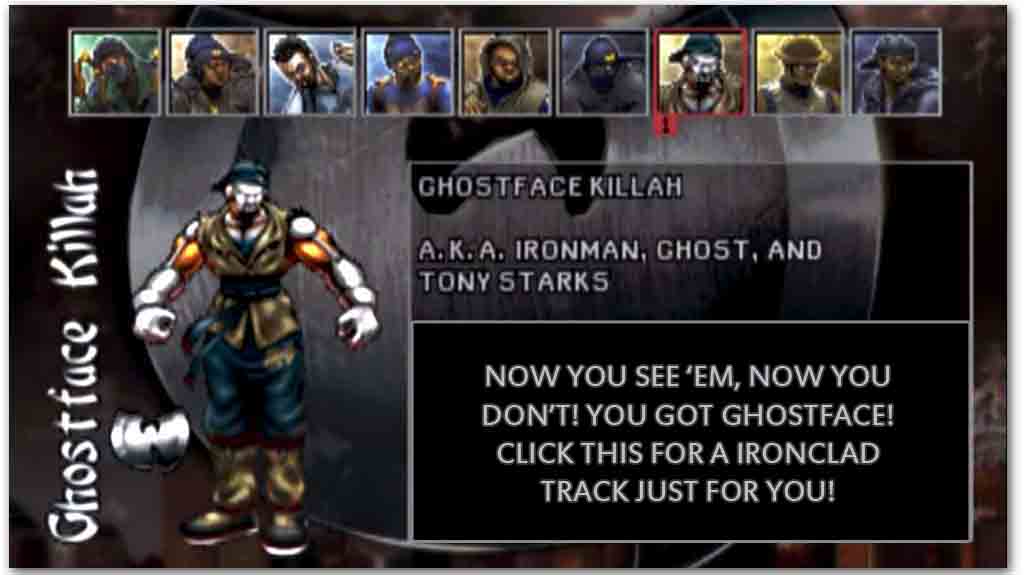 1
Ghostface Killah
GHOSTFACE KILLAH
A.K.A. IRONMAN, GHOST, AND
TONY STARKS
NOW YOU SEE ‘EM, NOW YOU
DON’T! YOU GOT GHOSTFACE!
CLICK THIS FOR A IRONCLAD
TRACK JUST FOR YOU!